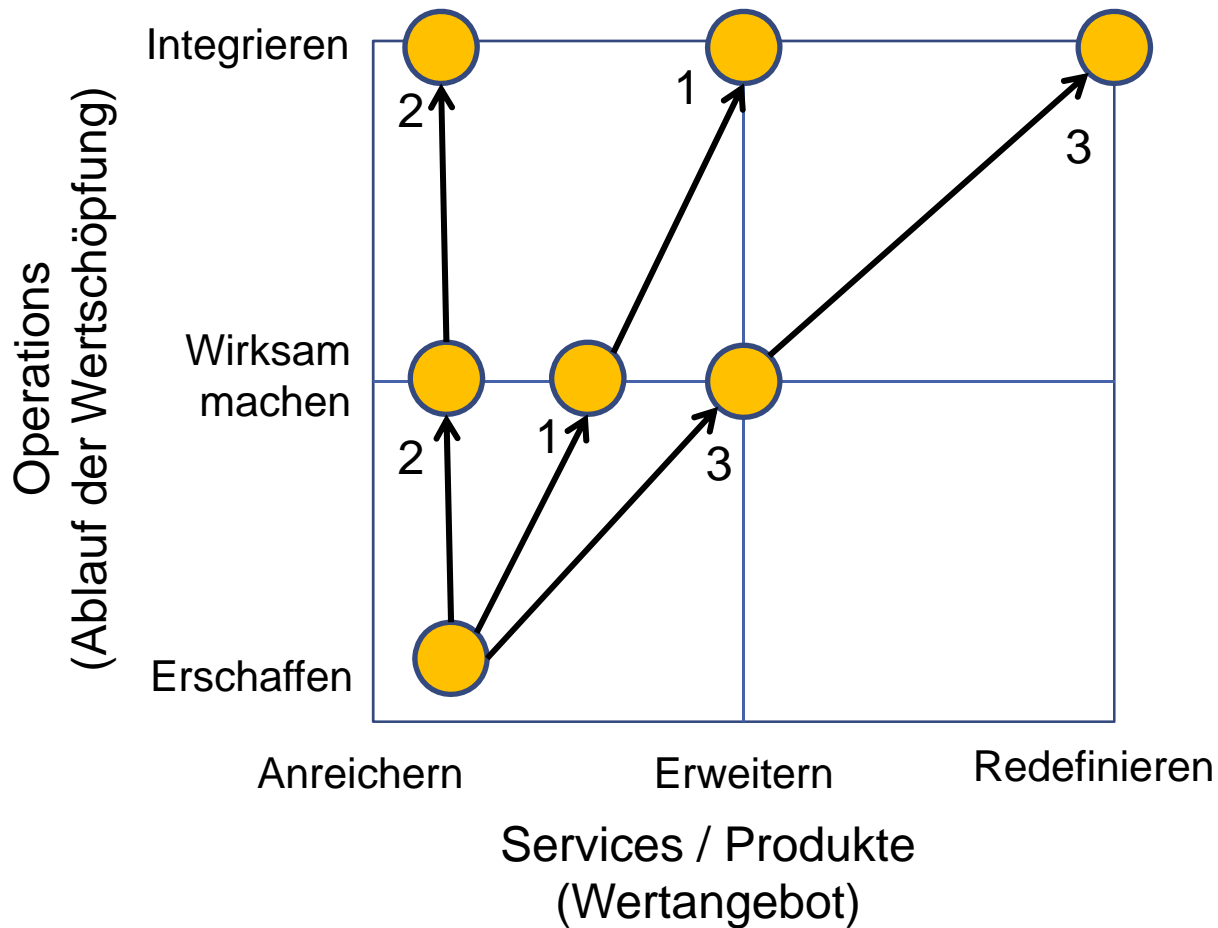 Integrieren
2
1
3
Operations
(Ablauf der Wertschöpfung)
Wirksam
machen
2
1
3
Erschaffen
Anreichern
Erweitern
Redefinieren
Services / Produkte
(Wertangebot)